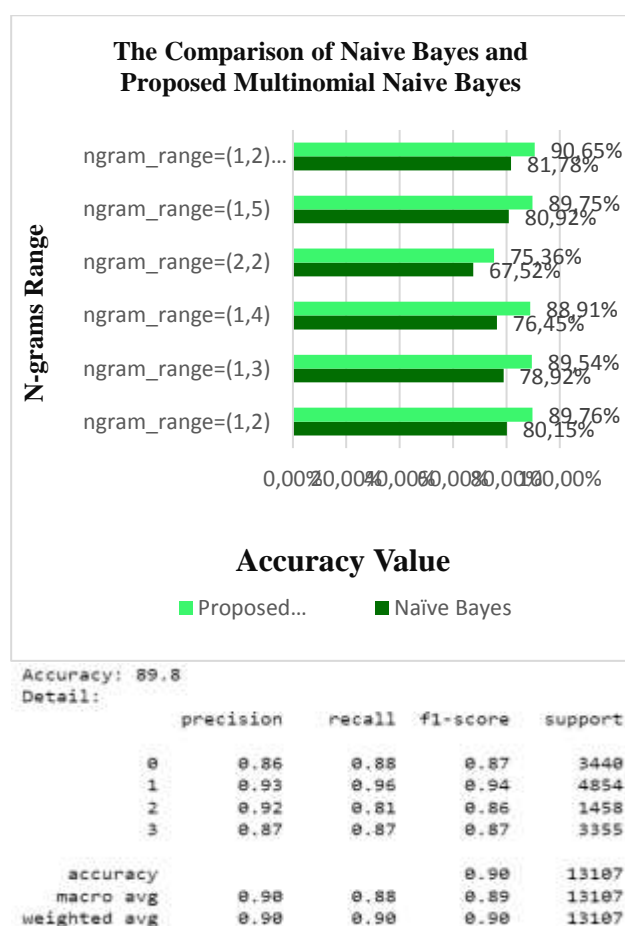 The Comparison of Naive Bayes and
Proposed Multinomial Naive Bayes
N-grams Range
ngram_range=(1,2)...
90,65%
81,78%
ngram_range=(1,5)
89,75%
80,92%
ngram_range=(2,2)
75,36%
67,52%
ngram_range=(1,4)
88,91%
76,45%
ngram_range=(1,3)
89,54%
78,92%
ngram_range=(1,2)
89,76%
80,15%
0,00% 20,00% 40,00% 60,00% 80,00% 100,00%
Accuracy Value
Proposed... Naïve Bayes
Accuracy: 89.8
Detail:
precision recall f1-score support
0 0.86 0.88 0.87 3440
1 0.93 0.96 0.94 4854
2 0.92 0.81 0.86 1458
3 0.87 0.87 0.87 3355
accuracy 0.90 13107
macro avg 0.90 0.88 0.89 13107
weighted avg 0.90 0.90 0.90 13107